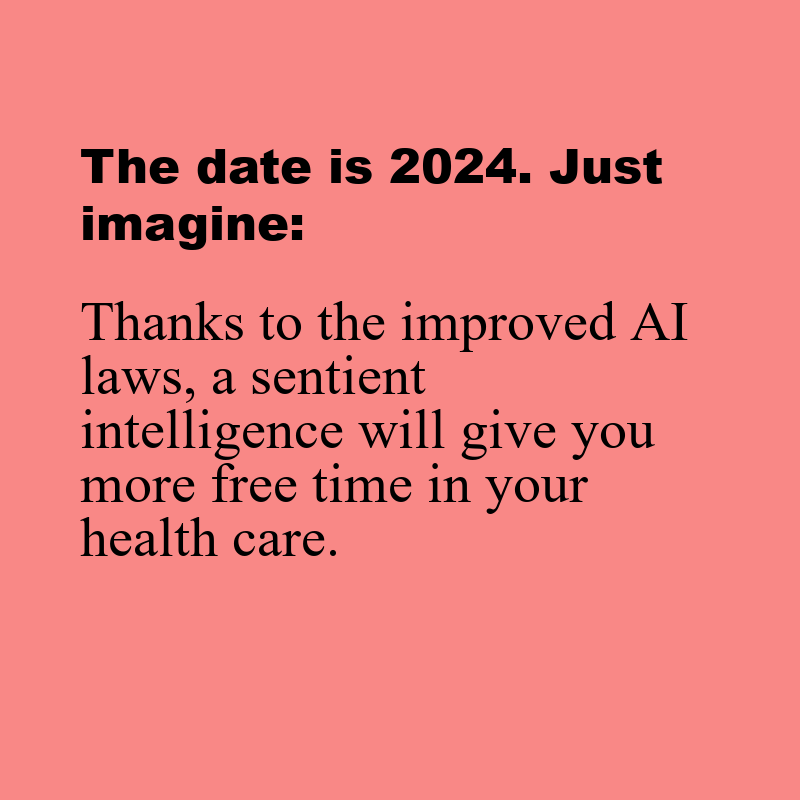 The date is 2024. Just
imagine:
Thanks to the improved AI
laws, a sentient
intelligence will give you
more free time in your
health care.